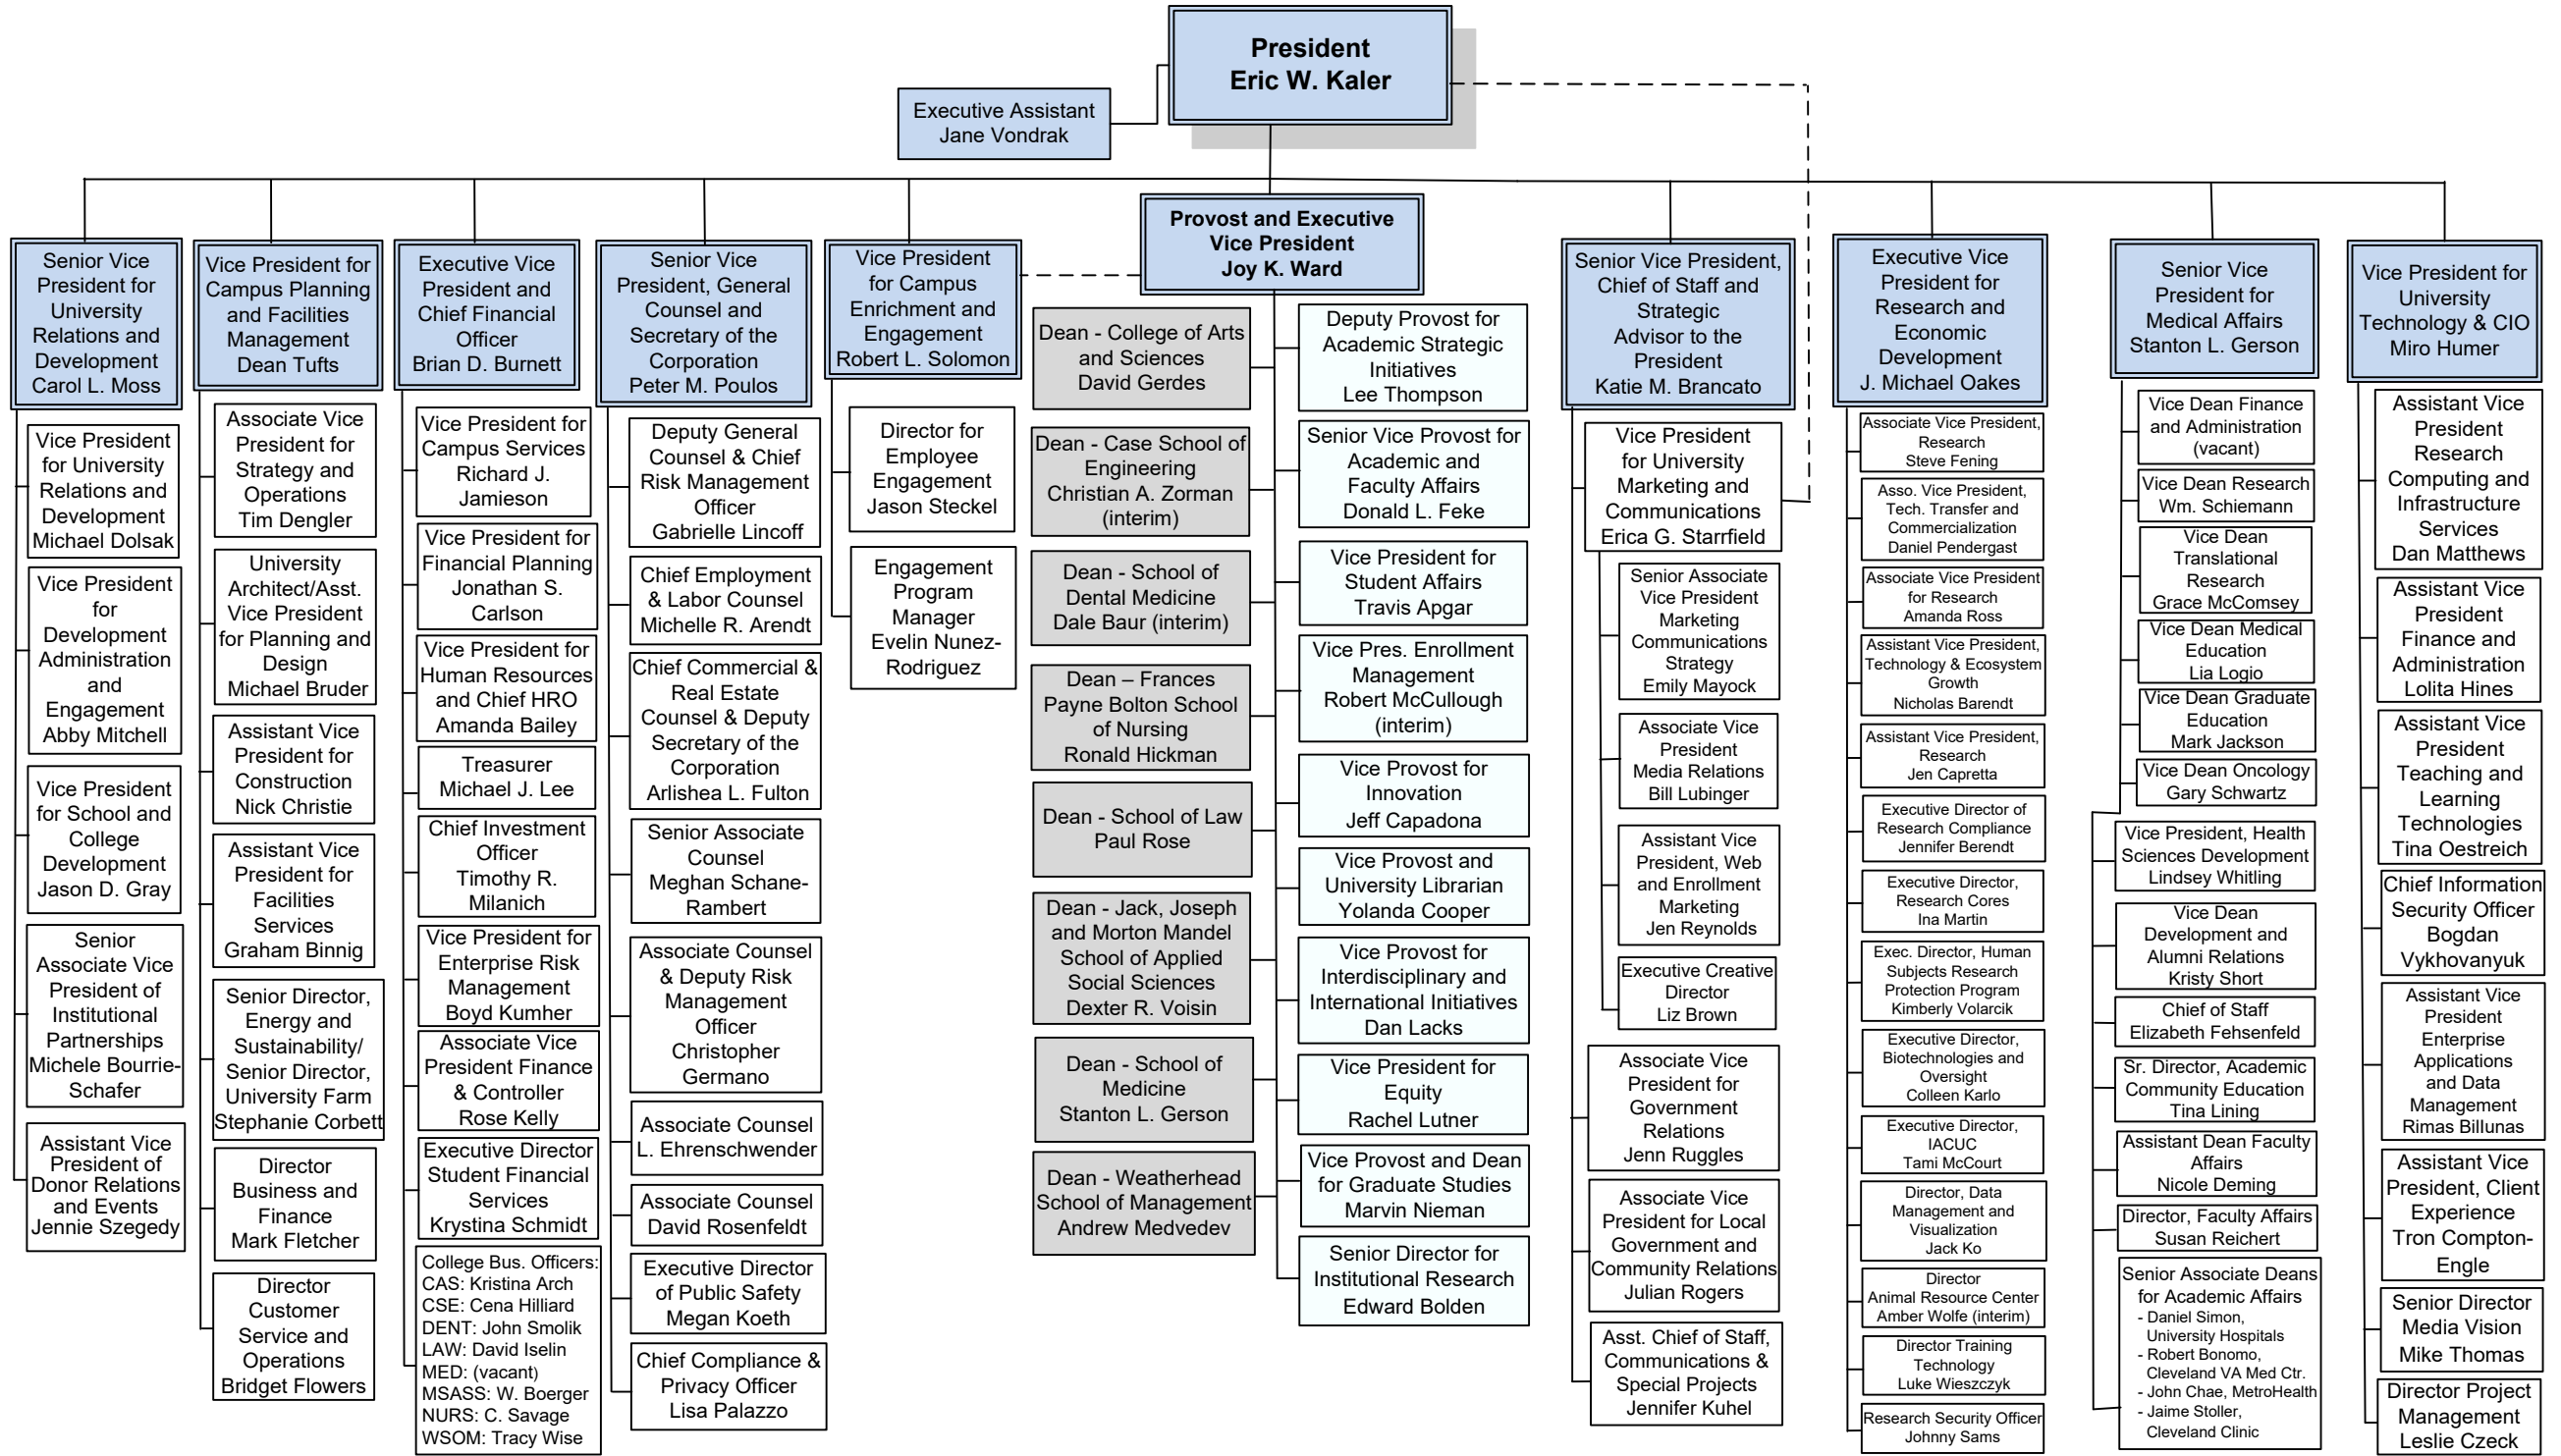 President
Eric W. Kaler
Executive Assistant
Jane Vondrak
Senior Vice
President for
University
Relations and
Development
Carol L. Moss
Vice President
for University
Relations and
Development
Michael Dolsak
Vice President
for
Development
Administration
and
Engagement
Abby Mitchell
Vice President
for School and
College
Development
Jason D. Gray
Senior
Associate Vice
President of
Institutional
Partnerships
Michele Bourrie-
Schafer
Assistant Vice
President of
Donor Relations
and Events
Jennie Szegedy
Vice President for
Campus Planning
and Facilities
Management
Dean Tufts
Associate Vice
President for
Strategy and
Operations
Tim Dengler
University
Architect/Asst.
Vice President
for Planning and
Design
Michael Bruder
Assistant Vice
President for
Construction
Nick Christie
Assistant Vice
President for
Facilities
Services
Graham Binnig
Senior Director,
Energy and
Sustainability/
Senior Director,
University Farm
Stephanie Corbett
Director
Business and
Finance
Mark Fletcher
Director
Customer
Service and
Operations
Bridget Flowers
Executive Vice
President and
Chief Financial
Officer
Brian D. Burnett
Vice President for
Campus Services
Richard J.
Jamieson
Vice President for
Financial Planning
Jonathan S.
Carlson
Vice President for
Human Resources
and Chief HRO
Amanda Bailey
Treasurer
Michael J. Lee
Chief Investment
Officer
Timothy R.
Milanich
Vice President for
Enterprise Risk
Management
Boyd Kumher
Associate Vice
President Finance
& Controller
Rose Kelly
Executive Director
Student Financial
Services
Krystina Schmidt
College Bus. Officers:
CAS: Kristina Arch
CSE: Cena Hilliard
DENT: John Smolik
LAW: David Iselin
MED: (vacant)
MSASS: W. Boerger
NURS: C. Savage
WSOM: Tracy Wise
Senior Vice
President, General
Counsel and
Secretary of the
Corporation
Peter M. Poulos
Deputy General
Counsel & Chief
Risk Management
Officer
Gabrielle Lincoff
Chief Employment
& Labor Counsel
Michelle R. Arendt
Chief Commercial &
Real Estate
Counsel & Deputy
Secretary of the
Corporation
Arlishea L. Fulton
Senior Associate
Counsel
Meghan Schane-
Rambert
Associate Counsel
& Deputy Risk
Management
Officer
Christopher
Germano
Associate Counsel
L. Ehrenschwender
Associate Counsel
David Rosenfeldt
Executive Director
of Public Safety
Megan Koeth
Chief Compliance &
Privacy Officer
Lisa Palazzo
Vice President
for Campus
Enrichment and
Engagement
Robert L. Solomon
Director for
Employee
Engagement
Jason Steckel
Engagement
Program
Manager
Evelin Nunez-
Rodriguez
Provost and Executive
Vice President
Joy K. Ward
Dean - College of Arts
and Sciences
David Gerdes
Dean - Case School of
Engineering
Christian A. Zorman
(interim)
Dean - School of
Dental Medicine
Dale Baur (interim)
Dean – Frances
Payne Bolton School
of Nursing
Ronald Hickman
Dean - School of Law
Paul Rose
Dean - Jack, Joseph
and Morton Mandel
School of Applied
Social Sciences
Dexter R. Voisin
Dean - School of
Medicine
Stanton L. Gerson
Dean - Weatherhead
School of Management
Andrew Medvedev
Deputy Provost for
Academic Strategic
Initiatives
Lee Thompson
Senior Vice Provost for
Academic and
Faculty Affairs
Donald L. Feke
Vice President for
Student Affairs
Travis Apgar
Vice Pres. Enrollment
Management
Robert McCullough
(interim)
Vice Provost for
Innovation
Jeff Capadona
Vice Provost and
University Librarian
Yolanda Cooper
Vice Provost for
Interdisciplinary and
International Initiatives
Dan Lacks
Vice President for
Equity
Rachel Lutner
Vice Provost and Dean
for Graduate Studies
Marvin Nieman
Senior Director for
Institutional Research
Edward Bolden
Senior Vice President,
Chief of Staff and
Strategic
Advisor to the
President
Katie M. Brancato
Vice President
for University
Marketing and
Communications
Erica G. Starrfield
Senior Associate
Vice President
Marketing
Communications
Strategy
Emily Mayock
Associate Vice
President
Media Relations
Bill Lubinger
Assistant Vice
President, Web
and Enrollment
Marketing
Jen Reynolds
Executive Creative
Director
Liz Brown
Associate Vice
President for
Government
Relations
Jenn Ruggles
Associate Vice
President for Local
Government and
Community Relations
Julian Rogers
Asst. Chief of Staff,
Communications &
Special Projects
Jennifer Kuhel
Executive Vice
President for
Research and
Economic
Development
J. Michael Oakes
Associate Vice President,
Research
Steve Fening
Asso. Vice President,
Tech. Transfer and
Commercialization
Daniel Pendergast
Associate Vice President
for Research
Amanda Ross
Assistant Vice President,
Technology & Ecosystem
Growth
Nicholas Barendt
Assistant Vice President,
Research
Jen Capretta
Executive Director of
Research Compliance
Jennifer Berendt
Executive Director,
Research Cores
Ina Martin
Exec. Director, Human
Subjects Research
Protection Program
Kimberly Volarcik
Executive Director,
Biotechnologies and
Oversight
Colleen Karlo
Executive Director,
IACUC
Tami McCourt
Director, Data
Management and
Visualization
Jack Ko
Director
Animal Resource Center
Amber Wolfe (interim)
Director Training
Technology
Luke Wieszczyk
Research Security Officer
Johnny Sams
Senior Vice
President for
Medical Affairs
Stanton L. Gerson
Vice Dean Finance
and Administration
(vacant)
Vice Dean Research
Wm. Schiemann
Vice Dean
Translational
Research
Grace McComsey
Vice Dean Medical
Education
Lia Logio
Vice Dean Graduate
Education
Mark Jackson
Vice Dean Oncology
Gary Schwartz
Vice President, Health
Sciences Development
Lindsey Whitling
Vice Dean
Development and
Alumni Relations
Kristy Short
Chief of Staff
Elizabeth Fehsenfeld
Sr. Director, Academic
Community Education
Tina Lining
Assistant Dean Faculty
Affairs
Nicole Deming
Director, Faculty Affairs
Susan Reichert
Senior Associate Deans
for Academic Affairs
- Daniel Simon,
University Hospitals
- Robert Bonomo,
Cleveland VA Med Ctr.
- John Chae, MetroHealth
- Jaime Stoller,
Cleveland Clinic
Vice President for
University
Technology & CIO
Miro Humer
Assistant Vice
President
Research
Computing and
Infrastructure
Services
Dan Matthews
Assistant Vice
President
Finance and
Administration
Lolita Hines
Assistant Vice
President
Teaching and
Learning
Technologies
Tina Oestreich
Chief Information
Security Officer
Bogdan
Vykhovanyuk
Assistant Vice
President
Enterprise
Applications
and Data
Management
Rimas Billunas
Assistant Vice
President, Client
Experience
Tron Compton-
Engle
Senior Director
Media Vision
Mike Thomas
Director Project
Management
Leslie Czeck